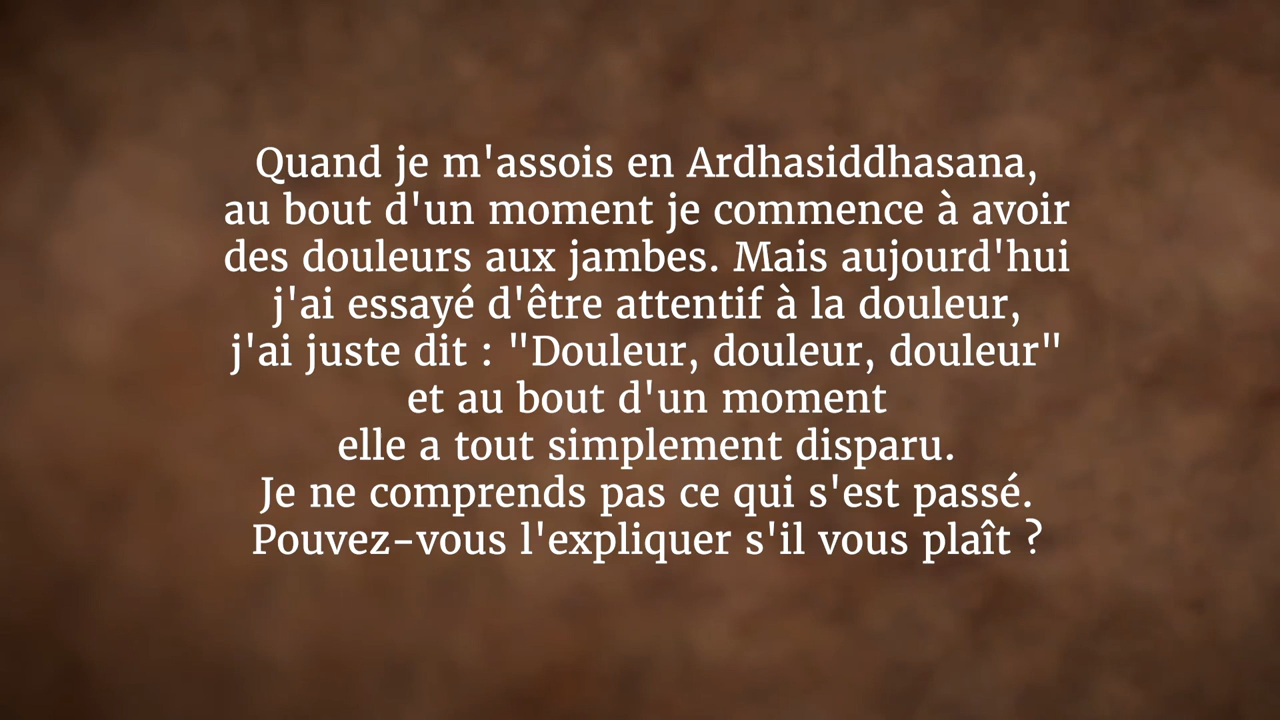 Quand je m'assois en Ardhasiddhasana,
au bout d'un moment je commence à avoir
des douleurs aux jambes. Mais aujourd'hui
j'ai essayé d'être attentif à la douleur,
j'ai juste dit : "Douleur, douleur, douleur"
et au bout d'un moment
elle a tout simplement disparu.
Je ne comprends pas ce qui s'est passé.
Pouvez-vous l'expliquer s'il vous plaît ?